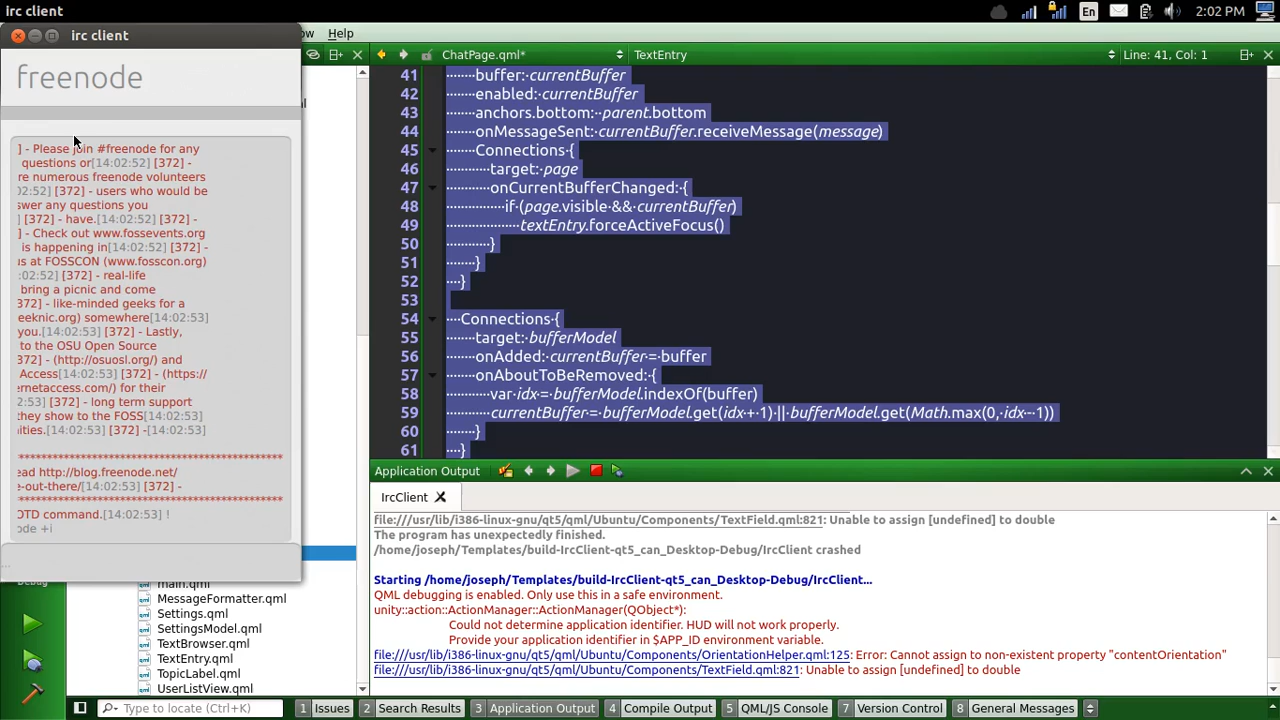 irc client
En
2:02 PM
irc client
Help
freenode
ChatPage.qml*
TextEntry
Line: 41, Col: 1
] - Please join #freenode for any
questions or[14:02:52] [372] -
re numerous freenode volunteers
02:52] [372] - users who would be
swer any questions you
] [372] - have.[14:02:52] [372] -
] - Check out www.fossevents.org
is happening in[14:02:52] [372] -
us at FOSSCON (www.fosscon.org)
:02:52] [372] - real-life
bring a picnic and come
372] - like-minded geeks for a
eeknic.org) somewhere[14:02:53]
you.[14:02:53] [372] - Lastly,
to the OSU Open Source
372] - (http://osuosl.org/) and
Access[14:02:53] [372] - (https://
ernetaccess.com/) for their
:53] [372] - long term support
they show to the FOSS[14:02:53]
nities.[14:02:53] [372] -[14:02:53]
ead http://blog.freenode.net/
e-out-there/[14:02:53] [372] -
OTD command.[14:02:53] !
ode +i
...
41 buffer: currentBuffer
42 enabled: currentBuffer
43 anchors.bottom: parent.bottom
44 onMessageSent: currentBuffer.receiveMessage(message)
45 Connections {
46 target: page
47 onCurrentBufferChanged: {
48 if (page.visible && currentBuffer)
49 textEntry.forceActiveFocus()
50 }
51 }
52 }
53
54 Connections {
55 target: bufferModel
56 onAdded: currentBuffer = buffer
57 onAboutToBeRemoved: {
58 var idx = bufferModel.indexOf(buffer)
59 currentBuffer = bufferModel.get(idx + 1) || bufferModel.get(Math.max(0, idx - 1))
60 }
61 }
Application Output
IrcClient
file:///usr/lib/i386-linux-gnu/qt5/qml/Ubuntu/Components/TextField.qml:821: Unable to assign [undefined] to double
The program has unexpectedly finished.
/home/joseph/Templates/build-IrcClient-qt5_can_Desktop-Debug/IrcClient crashed
Starting /home/joseph/Templates/build-IrcClient-qt5_can_Desktop-Debug/IrcClient...
QML debugging is enabled. Only use this in a safe environment.
unity::action::ActionManager::ActionManager(QObject*):
Could not determine application identifier. HUD will not work properly.
Provide your application identifier in $APP_ID environment variable.
file:///usr/lib/i386-linux-gnu/qt5/qml/Ubuntu/Components/OrientationHelper.qml:125: Error: Cannot assign to non-existent property "contentOrientation"
file:///usr/lib/i386-linux-gnu/qt5/qml/Ubuntu/Components/TextField.qml:821: Unable to assign [undefined] to double
Debug
main.qml
MessageFormatter.qml
Settings.qml
SettingsModel.qml
TextBrowser.qml
TextEntry.qml
TopicLabel.qml
UserListView.qml
Type to locate (Ctrl+K)
1 Issues
2 Search Results
3 Application Output
4 Compile Output
5 QML/JS Console
7 Version Control
8 General Messages